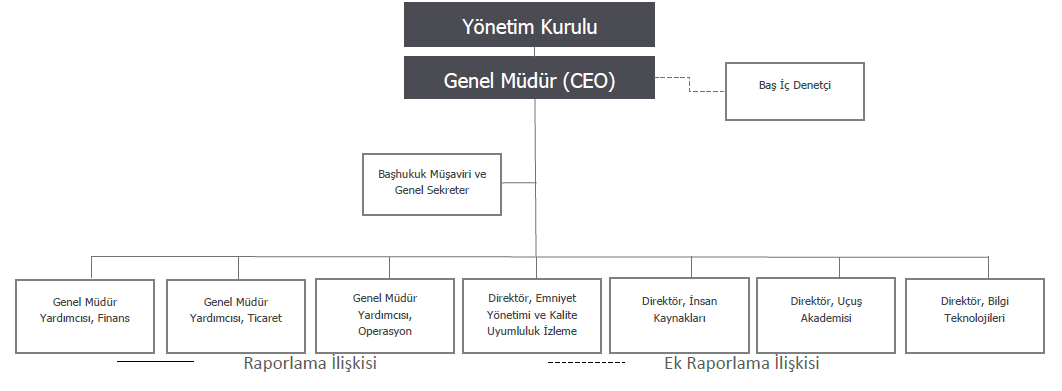 Yönetim Kurulu
Genel Müdür (CEO)
Baş İç Denetçi
Başhukuk Müşaviri ve
Genel Sekreter
Genel Müdür
Yardımcısı, Finans
Genel Müdür
Yardımcısı, Ticaret
Genel Müdür
Yardımcısı,
Operasyon
Direktör, Emniyet
Yönetimi ve Kalite
Uyumluluk İzleme
Direktör, İnsan
Kaynakları
Direktör, Uçuş
Akademisi
Direktör, Bilgi
Teknolojileri
Raporlama İlişkisi
Ek Raporlama İlişkisi